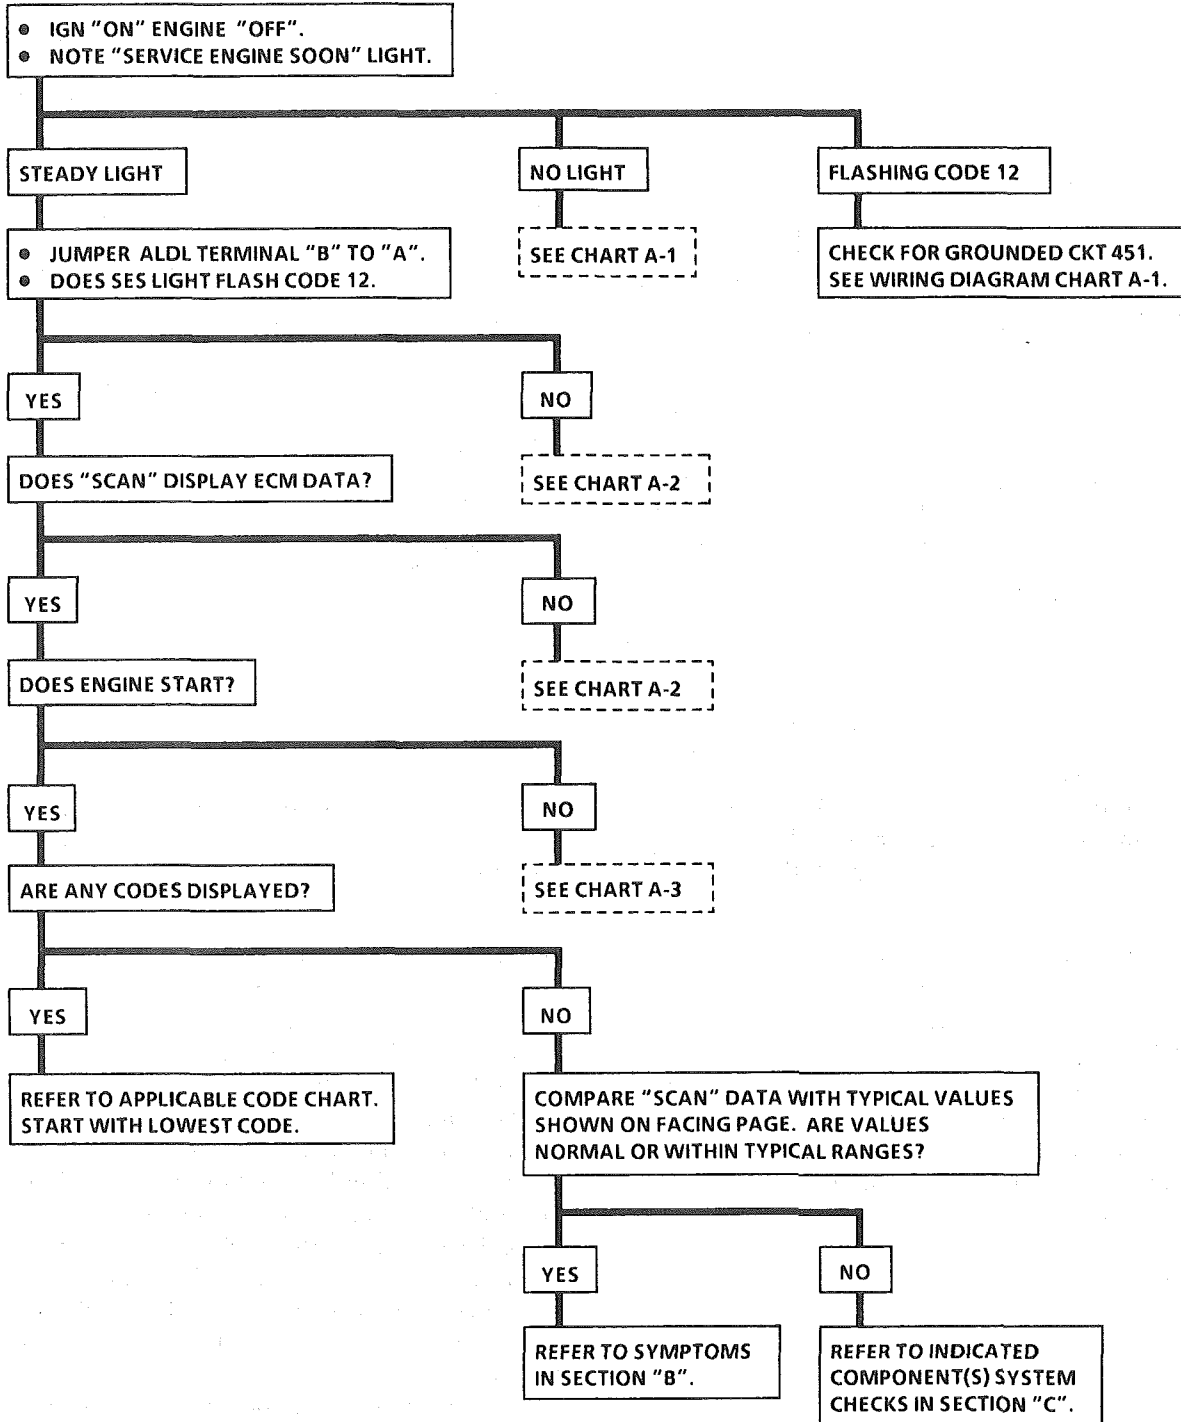 ● IGN "ON" ENGINE "OFF".
● NOTE "SERVICE ENGINE SOON" LIGHT.
STEADY LIGHT
NO LIGHT
FLASHING CODE 12
● JUMPER ALDL TERMINAL "B" TO "A".
● DOES SES LIGHT FLASH CODE 12.
SEE CHART A-1
CHECK FOR GROUNDED CKT 451.
SEE WIRING DIAGRAM CHART A-1.
YES
NO
DOES "SCAN" DISPLAY ECM DATA?
SEE CHART A-2
YES
NO
DOES ENGINE START?
SEE CHART A-2
YES
NO
ARE ANY CODES DISPLAYED?
SEE CHART A-3
YES
NO
REFER TO APPLICABLE CODE CHART.
START WITH LOWEST CODE.
COMPARE "SCAN" DATA WITH TYPICAL VALUES
SHOWN ON FACING PAGE. ARE VALUES
NORMAL OR WITHIN TYPICAL RANGES?
YES
NO
REFER TO SYMPTOMS
IN SECTION "B".
REFER TO INDICATED
COMPONENT(S) SYSTEM
CHECKS IN SECTION "C".